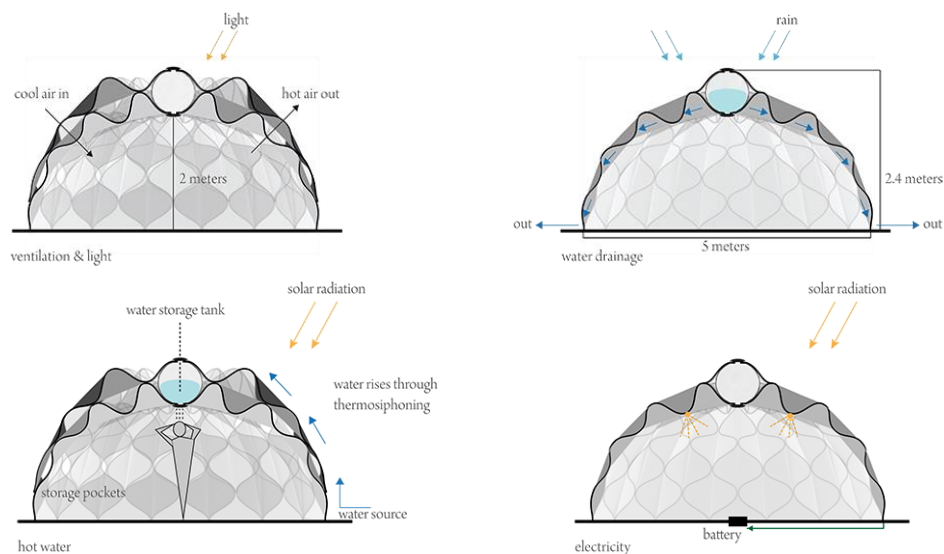 light
cool air in
hot air out
2 meters
ventilation & light
rain
2.4 meters
out
out
5 meters
water drainage
solar radiation
water storage tank
water rises through
thermosiphoning
storage pockets
water source
hot water
solar radiation
battery
electricity